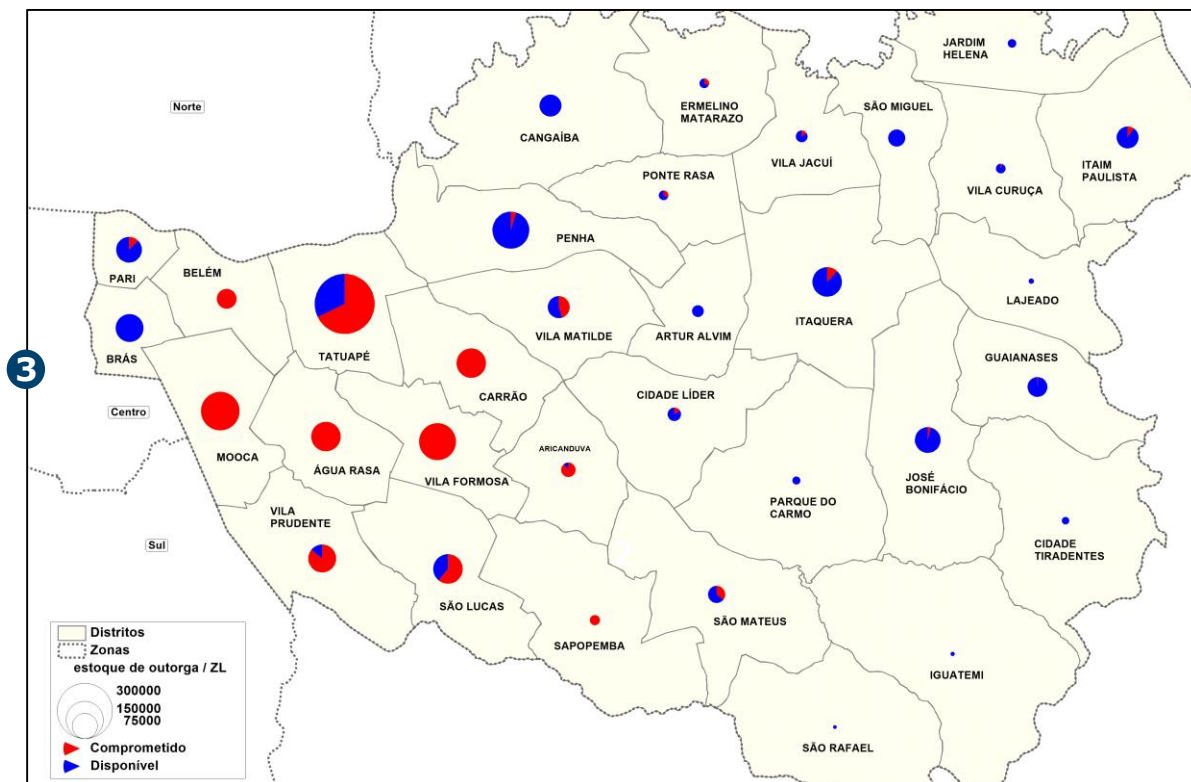 3
JARDIM
HELENA
Norte
ERMELINO
MATARAZO
SÃO MIGUEL
CANGAÍBA
VILA JACUÍ
ITAIM
PAULISTA
PONTE RASA
VILA CURUÇA
PENHA
PARI
BELÉM
LAJEADO
VILA MATILDE
ARTUR ALVIM
ITAQUERA
BRÁS
TATUAPÉ
GUAIANASES
CARRÃO
CIDADE LÍDER
Centro
ARICANDUVA
MOOCA
ÁGUA RASA
VILA FORMOSA
JOSÉ
BONIFÁCIO
PARQUE DO
CARMO
VILA
PRUDENTE
Sul
CIDADE
TIRADENTES
SÃO LUCAS
SÃO MATEUS
SAPOPEMBA
IGUATEMI
SÃO RAFAEL
Distritos
Zonas
estoque de outorga / ZL
300000
150000
75000
Comprometido
Disponível